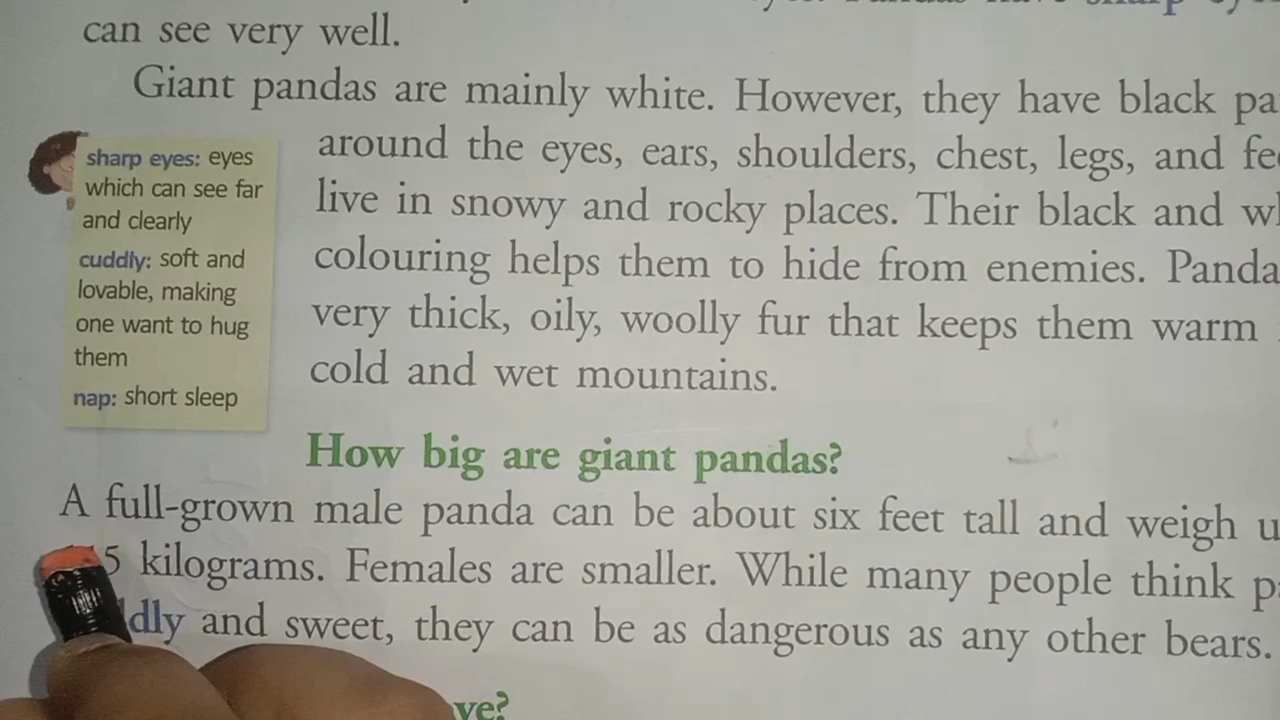 can see very well.
Giant pandas are mainly white. However, they have black pa
around the eyes, ears, shoulders, chest, legs, and fe
live in snowy and rocky places. Their black and wh
colouring helps them to hide from enemies. Panda
very thick, oily, woolly fur that keeps them warm
cold and wet mountains.
sharp eyes: eyes
which can see far
and clearly
cuddly: soft and
lovable, making
one want to hug
them
nap: short sleep
How big are giant pandas?
A full-grown male panda can be about six feet tall and weigh u
5 kilograms. Females are smaller. While many people think p
dly and sweet, they can be as dangerous as any other bears.
ve?